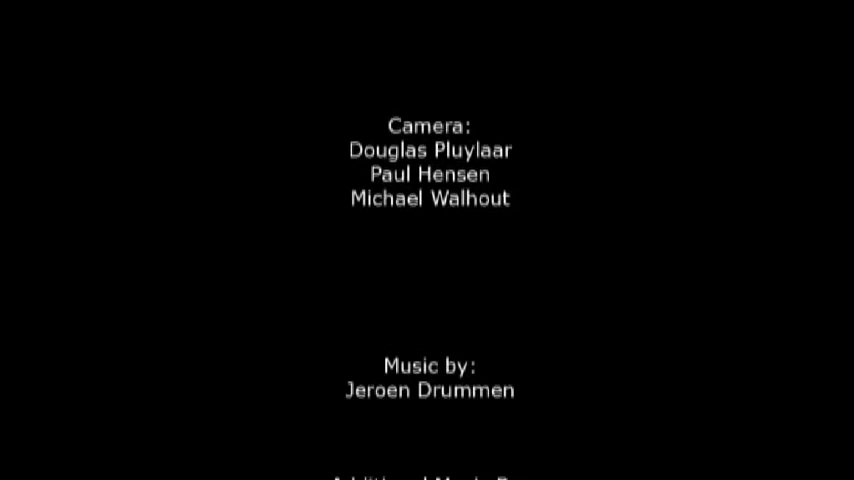 Camera:
Douglas Pluylaar
Paul Hensen
Michael Walhout
Music by:
Jeroen Drummen